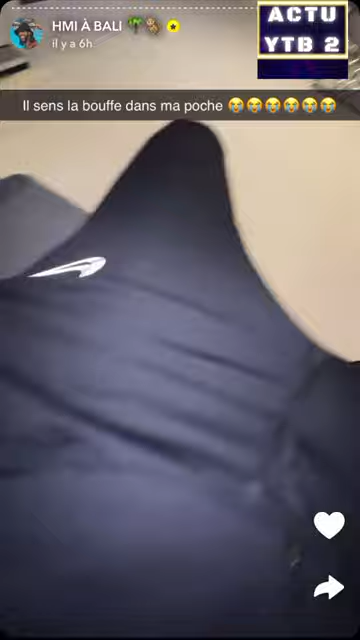 HMI À BALI 🌴🐒
il y a 6h
ACTU
YTB 2
Il sens la bouffe dans ma poche 😭😭😭😭😭😭